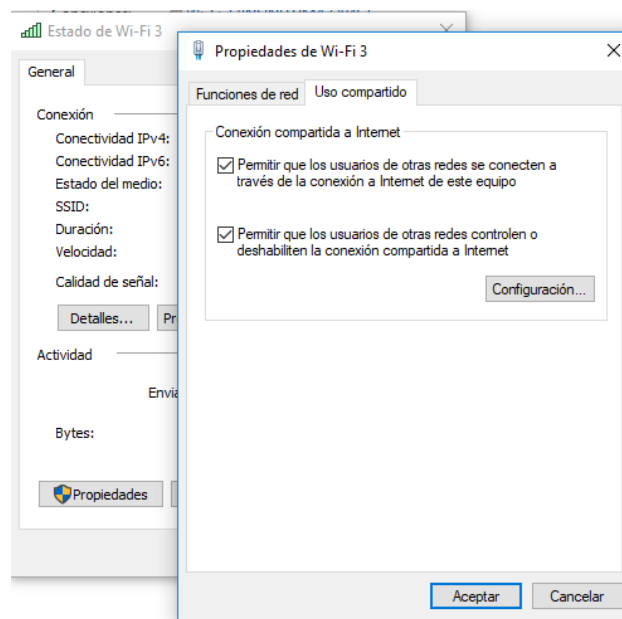 Estado de Wi-Fi 3
General
Conexión
Conectividad IPv4:
Conectividad IPv6:
Estado del medio:
SSID:
Duración:
Velocidad:
Calidad de señal:
Detalles...
Actividad
Bytes:
Propiedades
Propiedades de Wi-Fi 3
Funciones de red
Uso compartido
Conexión compartida a Internet
Permitir que los usuarios de otras redes se conecten a
través de la conexión a Internet de este equipo
Permitir que los usuarios de otras redes controlen o
deshabiliten la conexión compartida a Internet
Configuración...
Aceptar
Cancelar